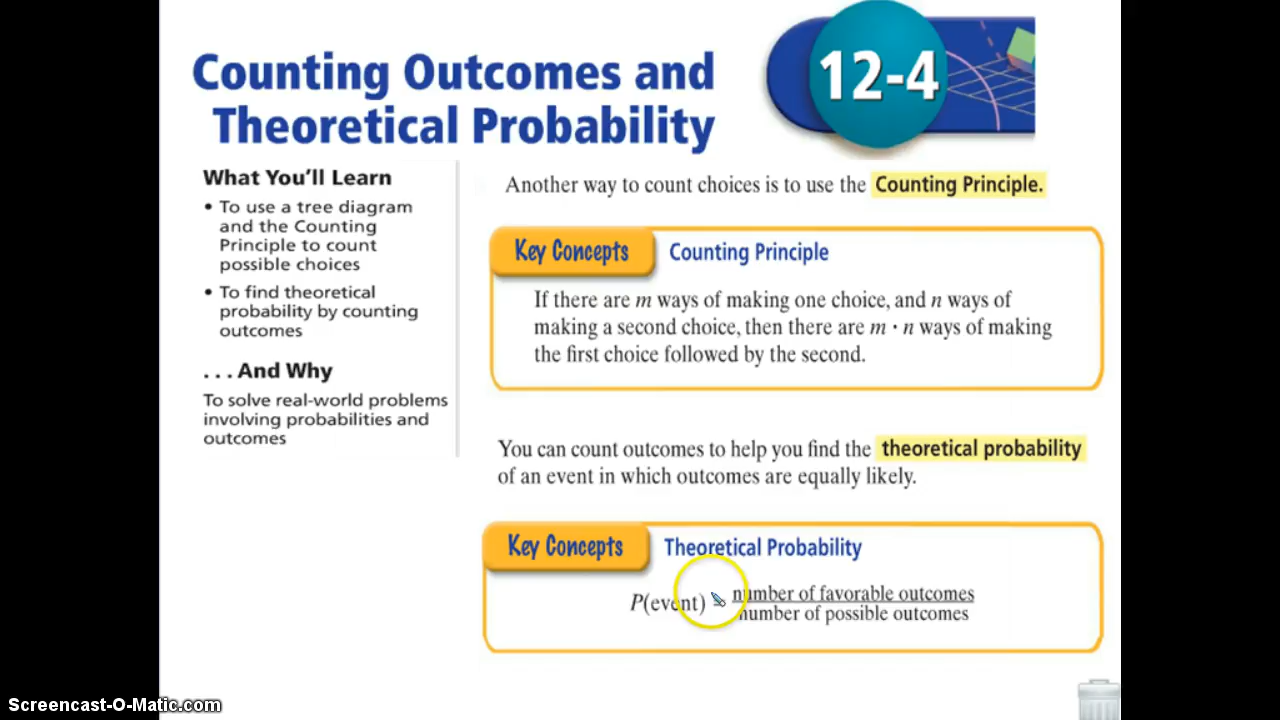 Counting Outcomes and
Theoretical Probability
12-4
What You'll Learn
• To use a tree diagram
and the Counting
Principle to count
possible choices
• To find theoretical
probability by counting
outcomes
. . . And Why
To solve real-world problems
involving probabilities and
outcomes
Another way to count choices is to use the Counting Principle.
Key Concepts Counting Principle
If there are m ways of making one choice, and n ways of
making a second choice, then there are m · n ways of making
the first choice followed by the second.
You can count outcomes to help you find the theoretical probability
of an event in which outcomes are equally likely.
Key Concepts Theoretical Probability
P(event) number of favorable outcomes
number of possible outcomes
Screencast-O-Matic.com